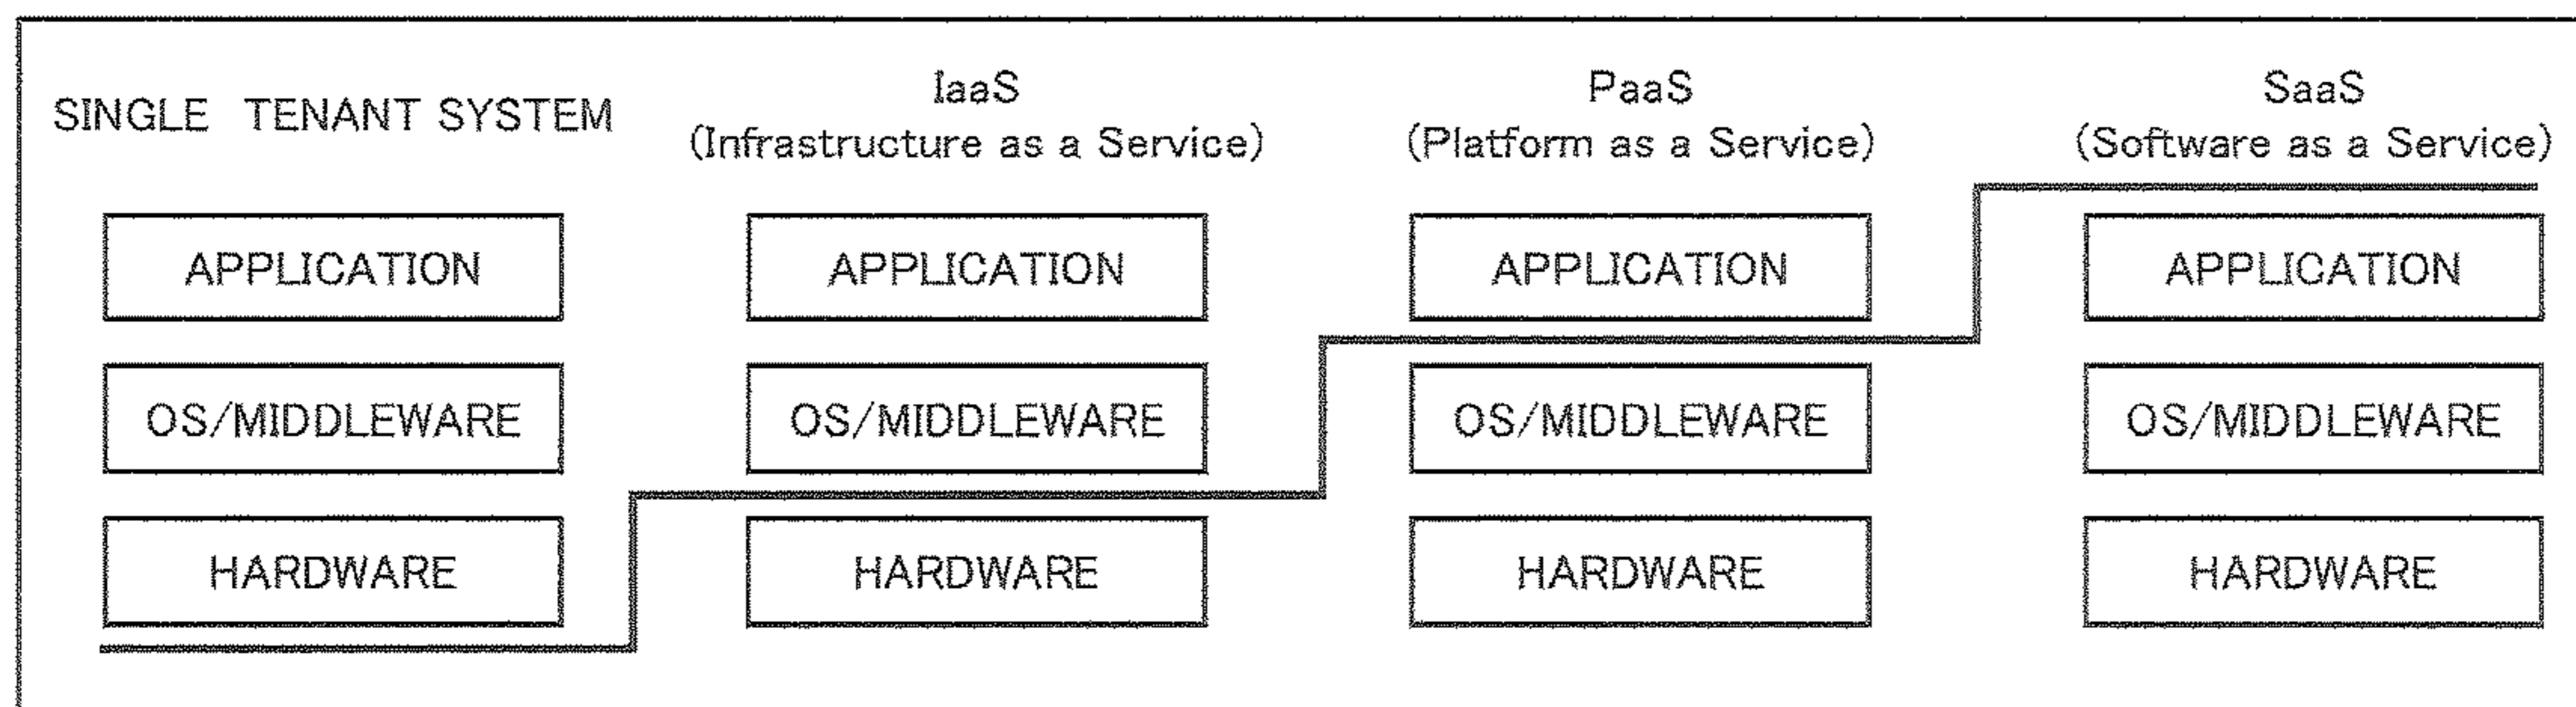 SINGLE TENANT SYSTEM
IaaS
(Infrastructure as a Service)
PaaS
(Platform as a Service)
SaaS
(Software as a Service)
APPLICATION
APPLICATION
APPLICATION
APPLICATION
OS/MIDDLEWARE
OS/MIDDLEWARE
OS/MIDDLEWARE
OS/MIDDLEWARE
HARDWARE
HARDWARE
HARDWARE
HARDWARE